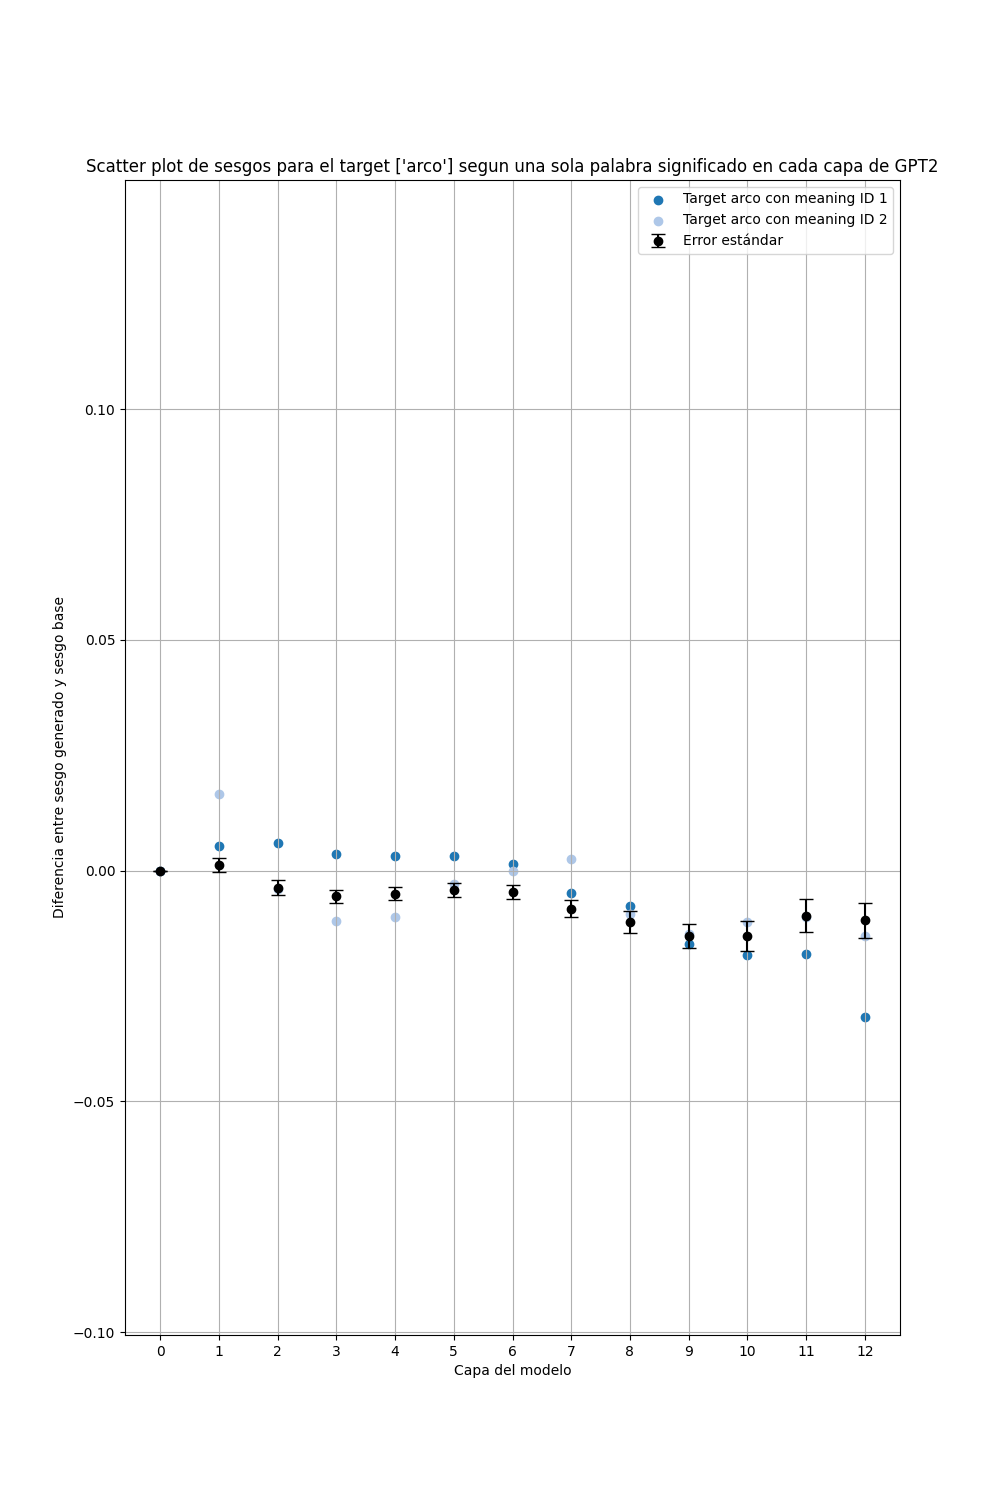 Scatter plot de sesgos para el target ['arco'] segun una sola palabra significado en cada capa de GPT2
Target arco con meaning ID 1
Target arco con meaning ID 2
Error estándar
Diferencia entre sesgo generado y sesgo base
0.10
0.05
0.00
−0.05
−0.10
0 1 2 3 4 5 6 7 8 9 10 11 12
Capa del modelo